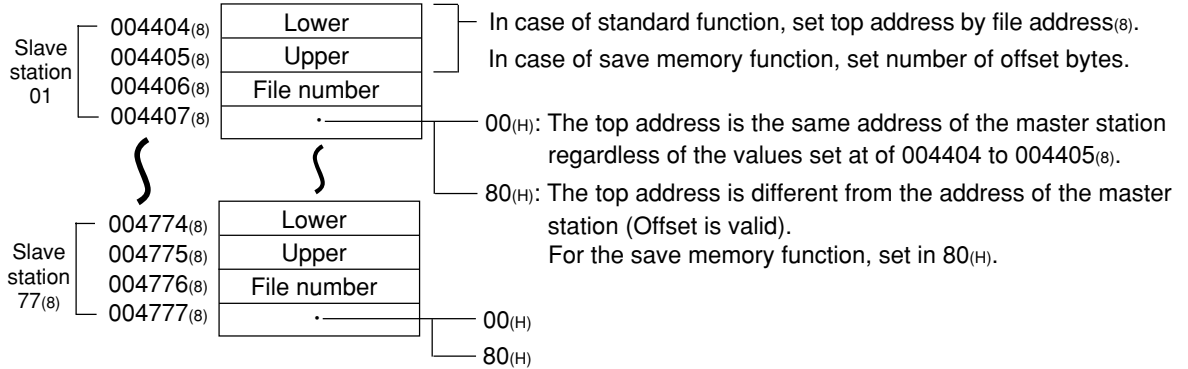 004404(8) Lower In case of standard function, set top address by file address(8).
Slave station 01
004405(8) Upper In case of save memory function, set number of offset bytes.
004406(8) File number
004407(8) · 00(H): The top address is the same address of the master station
regardless of the values set at of 004404 to 004405(8).
80(H): The top address is different from the address of the master
station (Offset is valid).
For the save memory function, set in 80(H).
Slave station 77(8)
004774(8) Lower
004775(8) Upper
004776(8) File number
004777(8) · 00(H)
80(H)